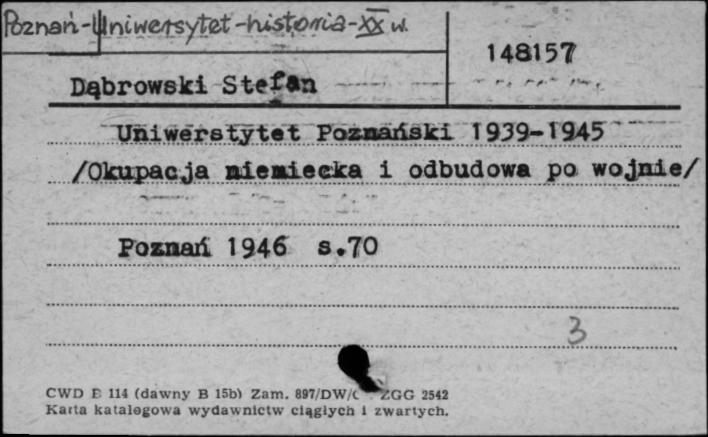 Poznań-Uniwersytet-historia-XX w.
148157
Dąbrowski Stefan
Uniwerstytet Poznański 1939-1945
/Okupacja niemiecka i odbudowa po wojnie/
Poznań 1946 s.70
3
CWD B 114 (dawny B 15b) Zam. 897/DW/ ZGG 2542
Karta katalogowa wydawnictw ciągłych i zwartych.